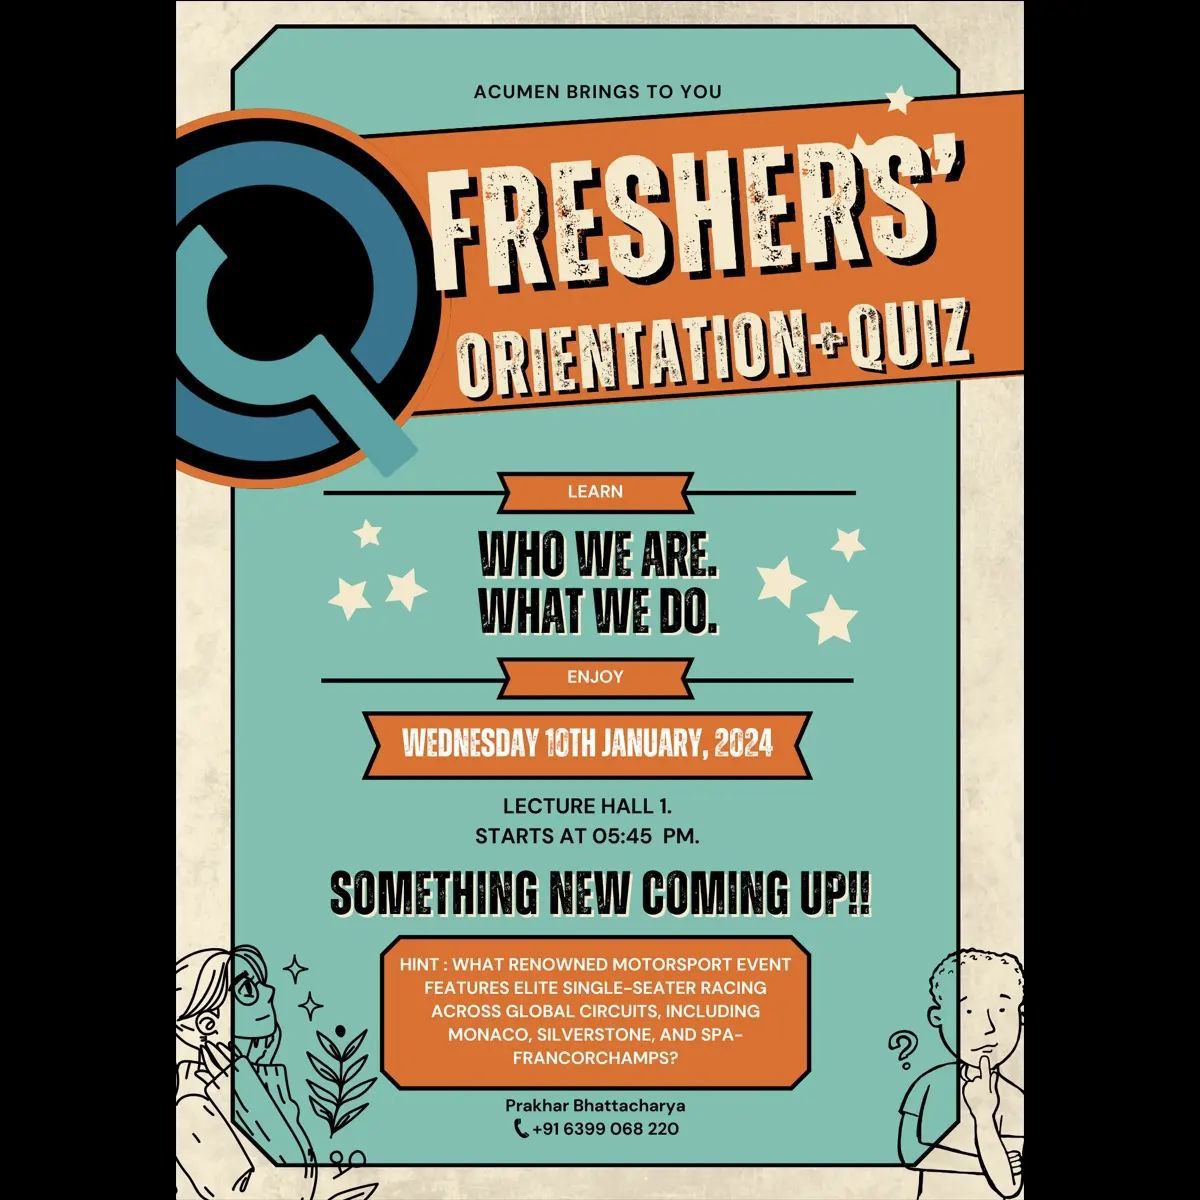 ACUMEN BRINGS TO YOU
FRESHERS'
ORIENTATION+QUIZ
LEARN
WHO WE ARE.
WHAT WE DO.
ENJOY
WEDNESDAY 10TH JANUARY, 2024
LECTURE HALL 1.
STARTS AT 05:45 PM.
SOMETHING NEW COMING UP!!
HINT : WHAT RENOWNED MOTORSPORT EVENT
FEATURES ELITE SINGLE-SEATER RACING
ACROSS GLOBAL CIRCUITS, INCLUDING
MONACO, SILVERSTONE, AND SPA-
FRANCORCHAMPS?
Prakhar Bhattacharya
+91 6399 068 220